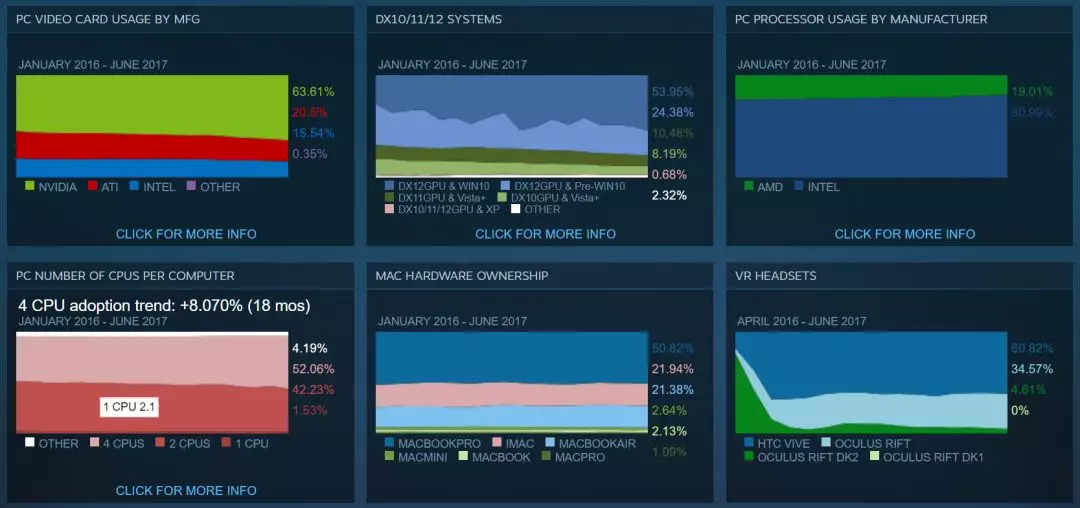 PC VIDEO CARD USAGE BY MFG
JANUARY 2016 - JUNE 2017
63.61%
20.5%
15.54%
0.35%
NVIDIA ATI INTEL OTHER
CLICK FOR MORE INFO
DX10/11/12 SYSTEMS
JANUARY 2016 - JUNE 2017
53.95%
24.38%
10.48%
8.19%
0.68%
2.32%
DX12GPU & WIN10 DX12GPU & Pre-WIN10
DX11GPU & Vista+ DX10GPU & Vista+
DX10/11/12GPU & XP OTHER
CLICK FOR MORE INFO
PC PROCESSOR USAGE BY MANUFACTURER
JANUARY 2016 - JUNE 2017
19.01%
80.99%
AMD INTEL
CLICK FOR MORE INFO
PC NUMBER OF CPUS PER COMPUTER
4 CPU adoption trend: +8.070% (18 mos)
JANUARY 2016 - JUNE 2017
4.19%
52.06%
42.23%
1.53%
1 CPU 2.1
OTHER 4 CPUS 2 CPUS 1 CPU
CLICK FOR MORE INFO
MAC HARDWARE OWNERSHIP
JANUARY 2016 - JUNE 2017
50.82%
21.94%
21.38%
2.64%
2.13%
1.09%
MACBOOKPRO IMAC MACBOOKAIR
MACMINI MACBOOK MACPRO
VR HEADSETS
APRIL 2016 - JUNE 2017
60.82%
34.57%
4.61%
0%
HTC VIVE OCULUS RIFT
OCULUS RIFT DK2 OCULUS RIFT DK1